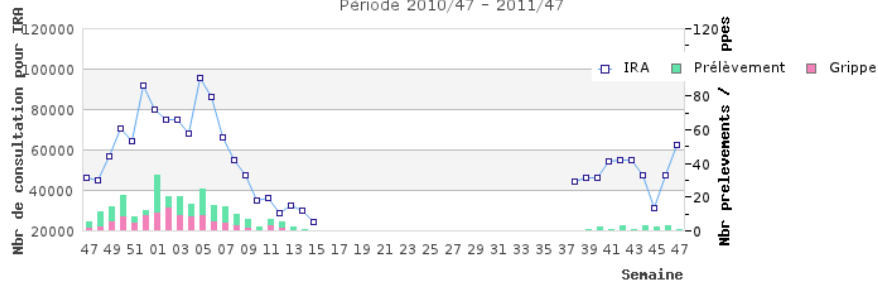 Période 2010/47 - 2011/47
Nbr de consultation pour IRA
120000
100000
80000
60000
40000
20000
120
80
60
40
20
0
Nbr prelevements / ppes
IRA
Prélèvement
Grippe
47 49 51 01 03 05 07 09 11 13 15 17 19 21 23 25 27 29 31 33 35 37 39 41 43 45 47
Semaine